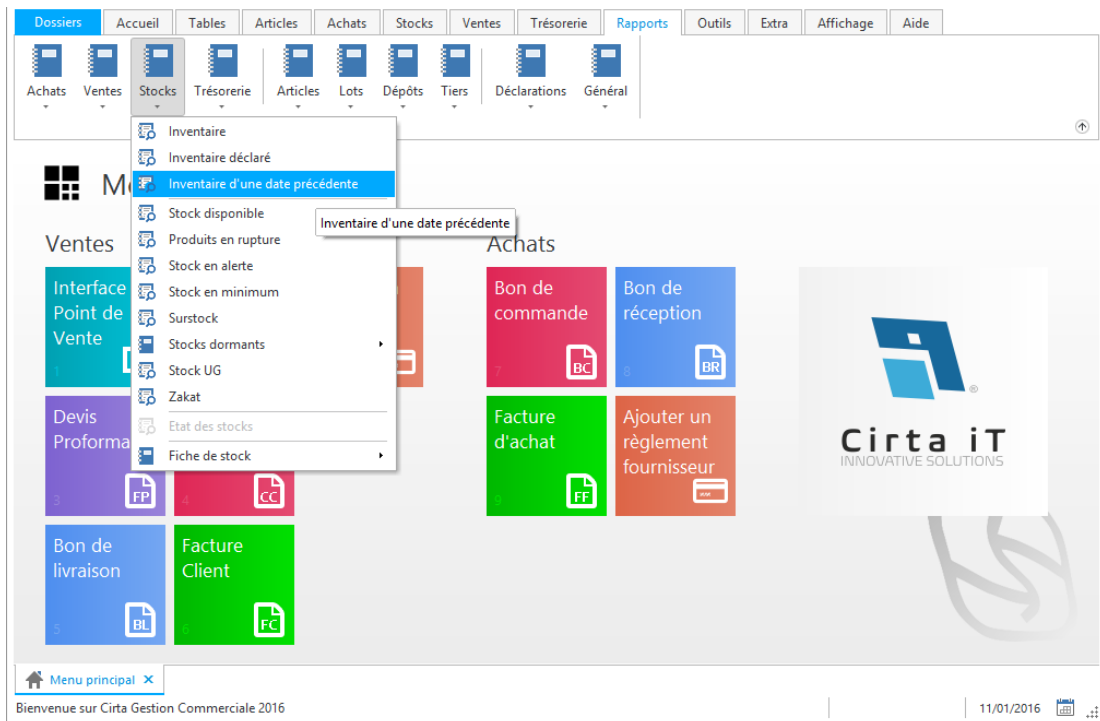 Dossiers Accueil Tables Articles Achats Stocks Ventes Trésorerie Rapports Outils Extra Affichage Aide
Achats Ventes Stocks Trésorerie Articles Lots Dépôts Tiers Déclarations Général
Inventaire
Inventaire déclaré
Inventaire d'une date précédente
Stock disponible
Inventaire d'une date précédente
Produits en rupture
Stock en alerte
Stock en minimum
Surstock
Stocks dormants
Stock UG
Zakat
Etat des stocks
Fiche de stock
Ventes
Interface
Point de
Vente
1
Devis
Proforma
3
FP
4
CC
Bon de
livraison
5
BL
Facture
Client
6
FC
Achats
Bon de
commande
7
BC
Bon de
réception
8
BR
Facture
d'achat
9
FF
Ajouter un
règlement
fournisseur
Cirta iT
INNOVATIVE SOLUTIONS
®
Menu principal
Bienvenue sur Cirta Gestion Commerciale 2016
11/01/2016